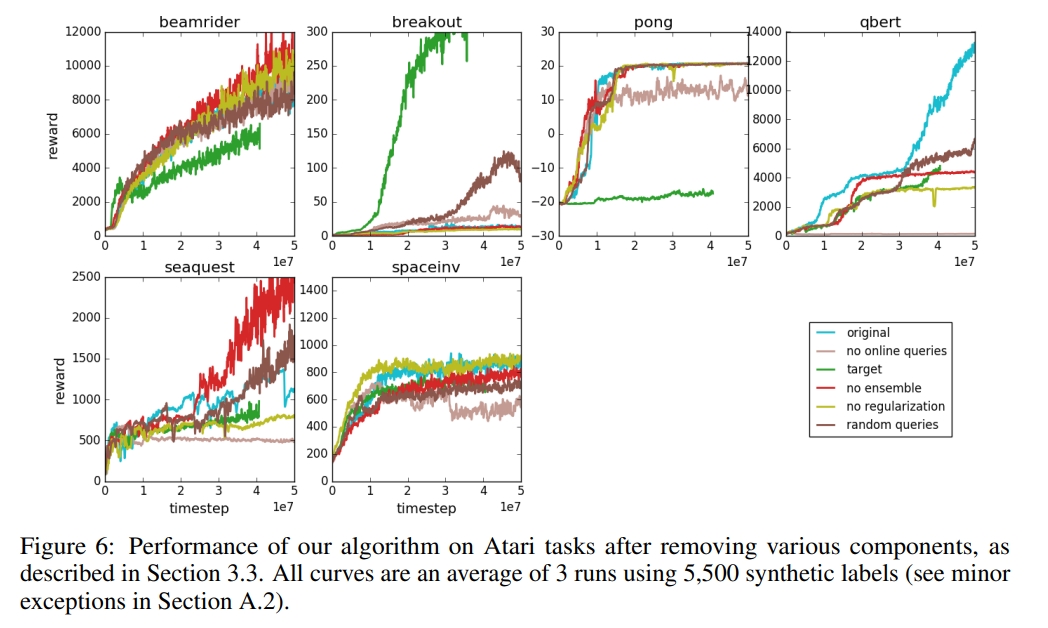 beamrider
breakout
pong
qbert
12000
10000
8000
6000
4000
2000
0
reward
0 1 2 3 4 5
1e7
300
250
200
150
100
50
0
0 1 2 3 4 5
1e7
30
20
10
0
−10
−20
−30
0 1 2 3 4 5
1e7
14000
12000
10000
8000
6000
4000
2000
0
0 1 2 3 4 5
1e7
seaquest
spaceinv
2500
2000
1500
1000
500
0
reward
0 1 2 3 4 5
1e7
timestep
1400
1200
1000
800
600
400
200
0
0 1 2 3 4 5
1e7
timestep
original
no online queries
target
no ensemble
no regularization
random queries
Figure 6: Performance of our algorithm on Atari tasks after removing various components, as
described in Section 3.3. All curves are an average of 3 runs using 5,500 synthetic labels (see minor
exceptions in Section A.2).